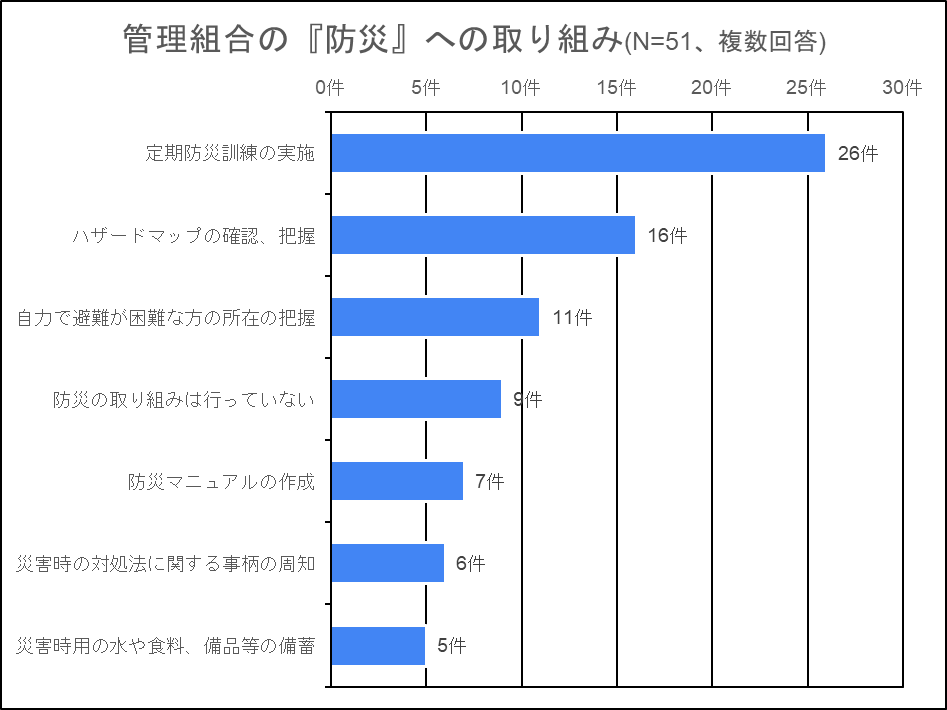 管理組合の『防災』への取り組み(N=51、複数回答)
0件 5件 10件 15件 20件 25件 30件
定期防災訓練の実施 26件
ハザードマップの確認、把握 16件
自力で避難が困難な方の所在の把握 11件
防災の取り組みは行っていない 9件
防災マニュアルの作成 7件
災害時の対処法に関する事柄の周知 6件
災害時用の水や食料、備品等の備蓄 5件